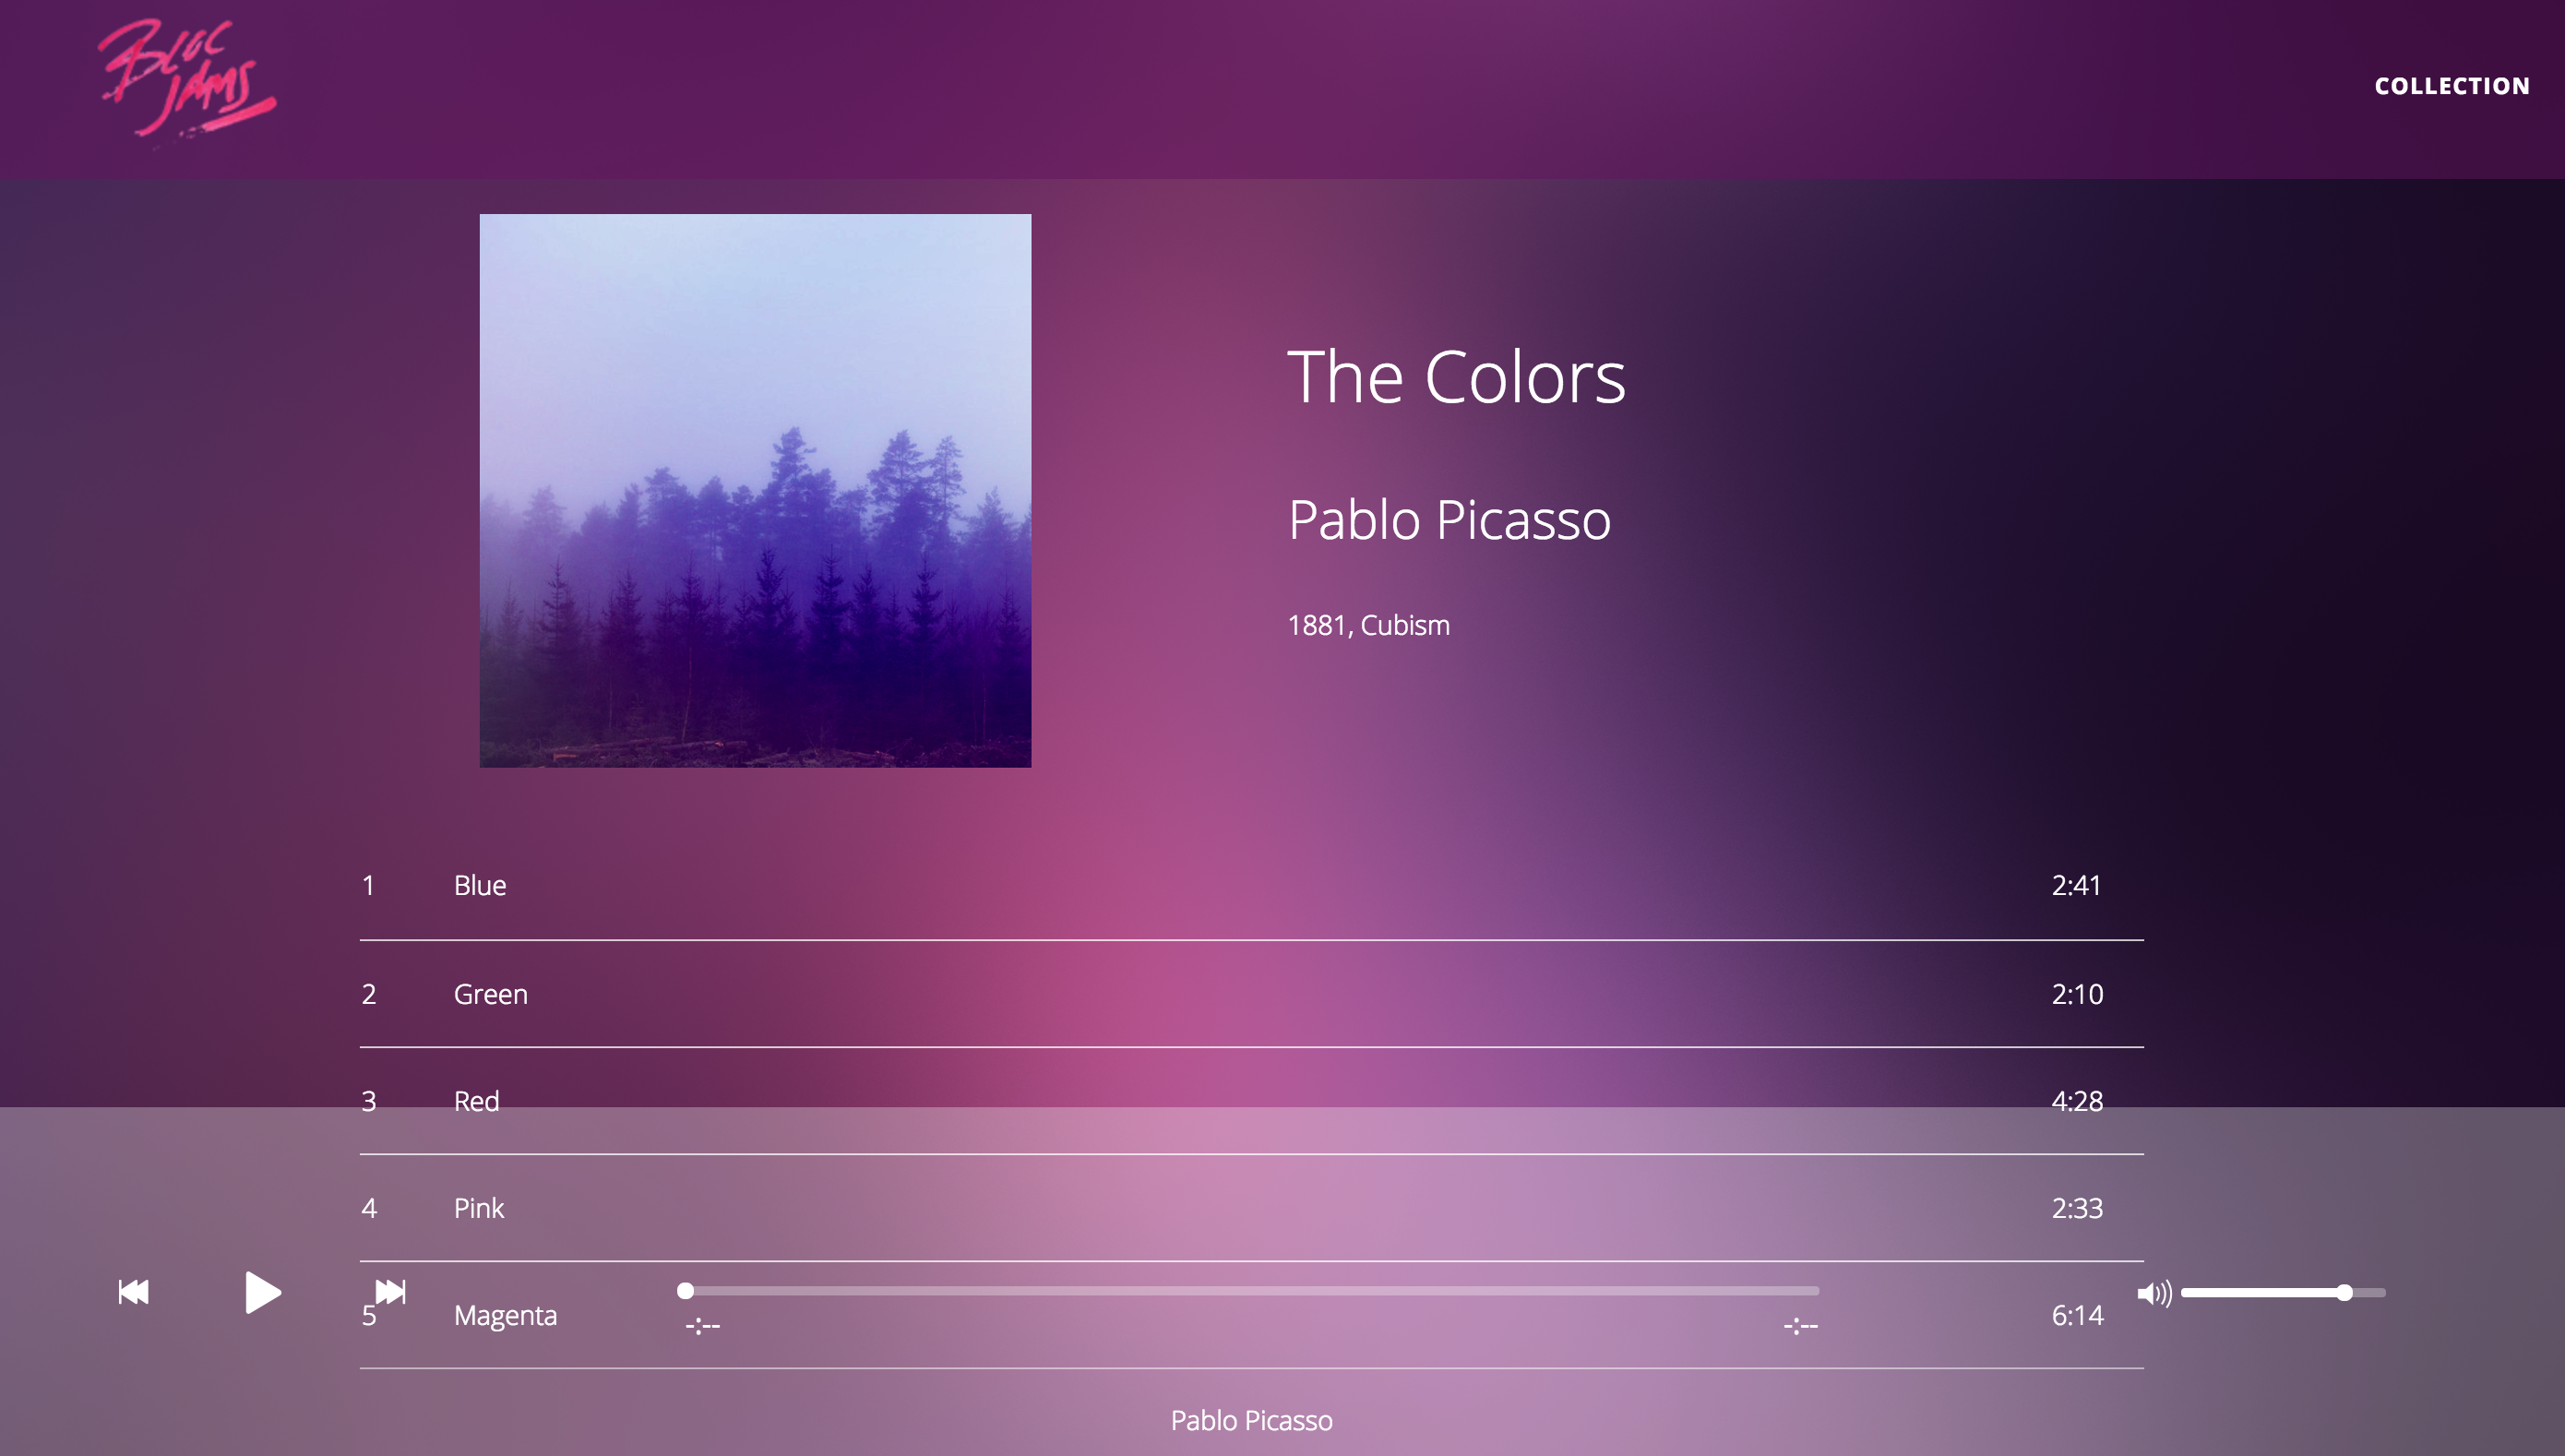 BLOC
JAMS
COLLECTION
The Colors
Pablo Picasso
1881, Cubism
1 Blue 2:41
2 Green 2:10
3 Red 4:28
4 Pink 2:33
5 Magenta 6:14
-:-- -:--
Pablo Picasso